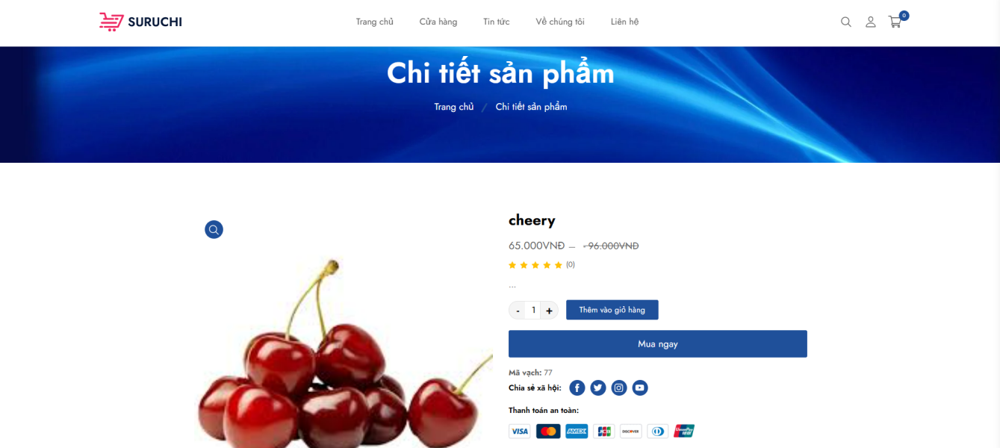 SURUCHI
Trang chủ Cửa hàng Tin tức Về chúng tôi Liên hệ
0
Chi tiết sản phẩm
Trang chủ / Chi tiết sản phẩm
cheery
65.000VNĐ — - 96.000VNĐ
(0)
...
- 1 + Thêm vào giỏ hàng
Mua ngay
Mã vạch: 77
Chia sẻ xã hội:
Thanh toán an toàn:
VISA AMEX JCB DISCOVER UnionPay